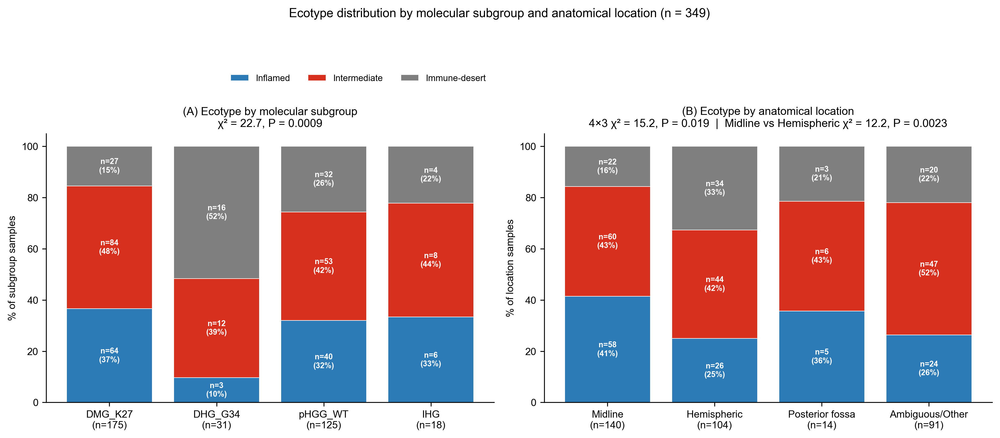 Ecotype distribution by molecular subgroup and anatomical location (n = 349)
Inflamed
Intermediate
Immune-desert
(A) Ecotype by molecular subgroup
χ² = 22.7, P = 0.0009
% of subgroup samples
100
80
60
40
20
0
n=27
(15%)
n=84
(48%)
n=64
(37%)
n=16
(52%)
n=12
(39%)
n=3
(10%)
n=32
(26%)
n=53
(42%)
n=40
(32%)
n=4
(22%)
n=8
(44%)
n=6
(33%)
DMG_K27
(n=175)
DHG_G34
(n=31)
pHGG_WT
(n=125)
IHG
(n=18)
(B) Ecotype by anatomical location
4×3 χ² = 15.2, P = 0.019 | Midline vs Hemispheric χ² = 12.2, P = 0.0023
% of location samples
100
80
60
40
20
0
n=22
(16%)
n=60
(43%)
n=58
(41%)
n=34
(33%)
n=44
(42%)
n=26
(25%)
n=3
(21%)
n=6
(43%)
n=5
(36%)
n=20
(22%)
n=47
(52%)
n=24
(26%)
Midline
(n=140)
Hemispheric
(n=104)
Posterior fossa
(n=14)
Ambiguous/Other
(n=91)